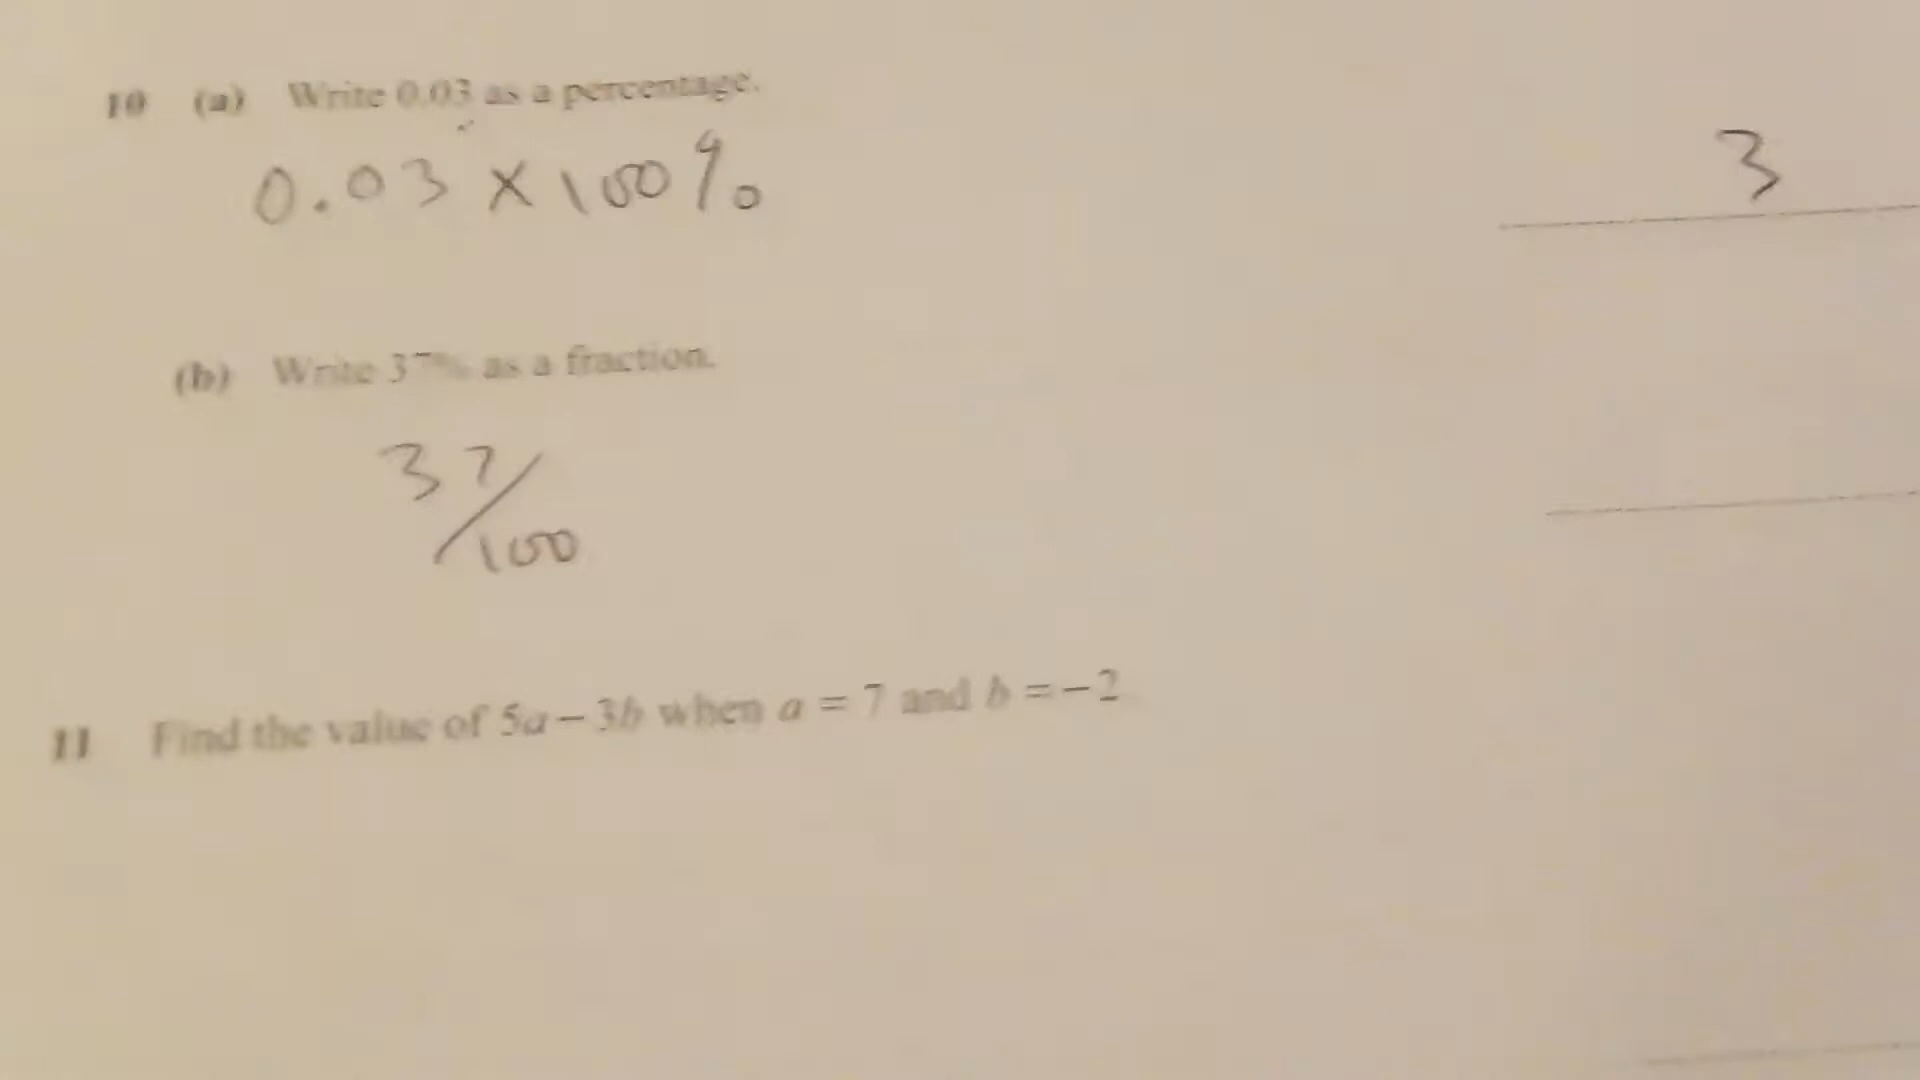 10 (a) Write 0.03 as a percentage.
0.03 × 100%
3
(b) Write 37% as a fraction.
37/100
11 Find the value of 5a − 3b when a = 7 and b = −2